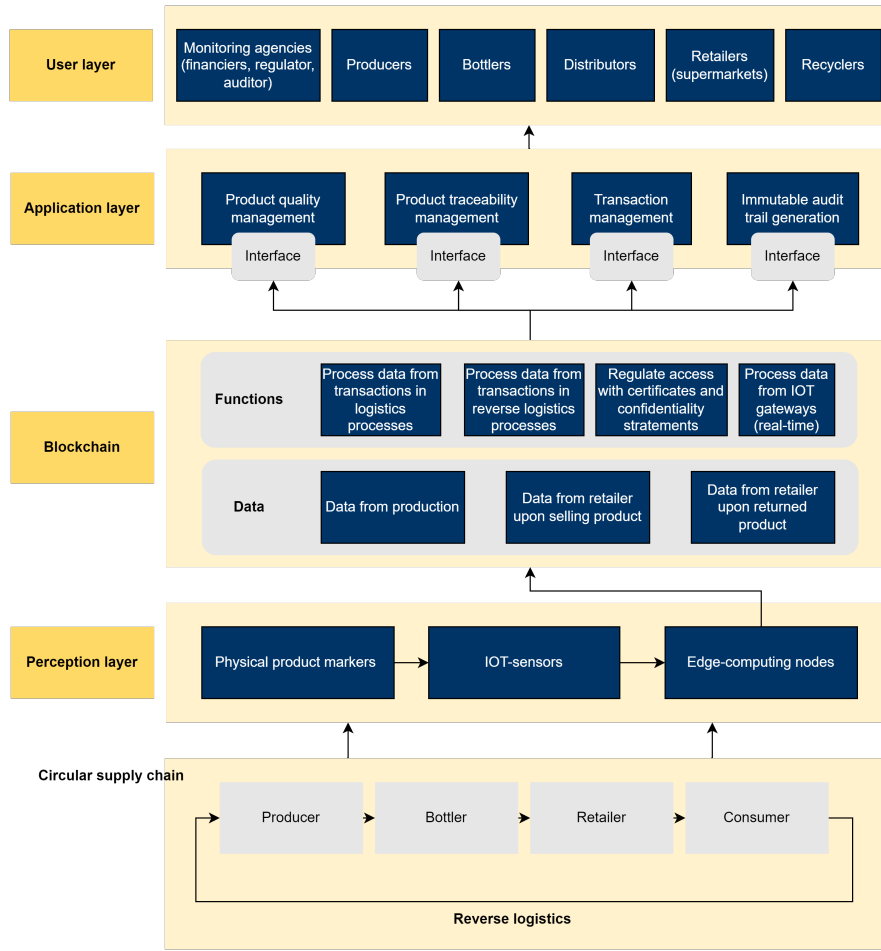 User layer
Monitoring agencies
(financiers, regulator,
auditor)
Producers
Bottlers
Distributors
Retailers
(supermarkets)
Recyclers
Application layer
Product quality
management
Product traceability
management
Transaction
management
Immutable audit
trail generation
Interface
Interface
Interface
Interface
Blockchain
Functions
Process data from
transactions in
logistics
processes
Process data from
transactions in
reverse logistics
processes
Regulate access
with certificates and
confidentiality
stratements
Process data
from IOT
gateways
(real-time)
Data
Data from production
Data from retailer
upon selling product
Data from retailer
upon returned
product
Perception layer
Physical product markers
IOT-sensors
Edge-computing nodes
Circular supply chain
Producer
Bottler
Retailer
Consumer
Reverse logistics